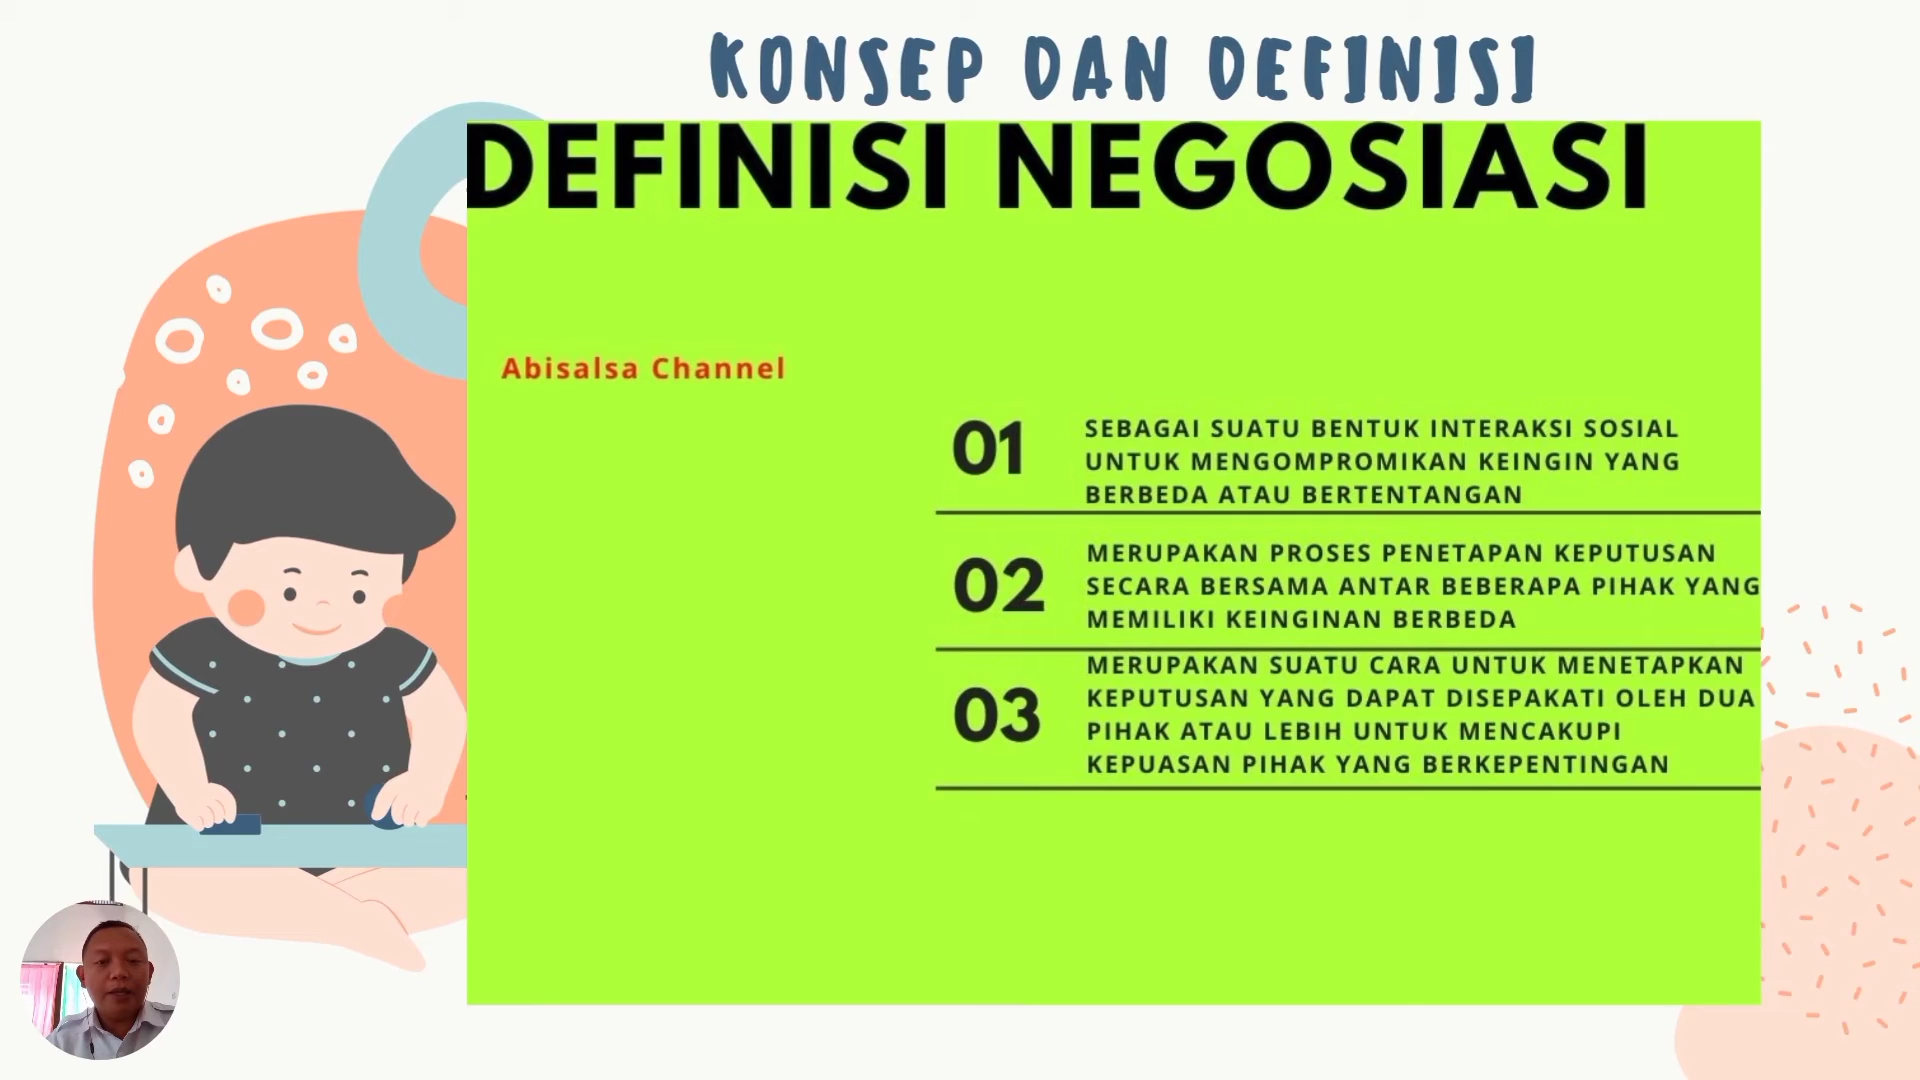 KONSEP DAN DEFINISI
DEFINISI NEGOSIASI
Abisalsa Channel
01
SEBAGAI SUATU BENTUK INTERAKSI SOSIAL
UNTUK MENGOMPROMIKAN KEINGIN YANG
BERBEDA ATAU BERTENTANGAN
02
MERUPAKAN PROSES PENETAPAN KEPUTUSAN
SECARA BERSAMA ANTAR BEBERAPA PIHAK YANG
MEMILIKI KEINGINAN BERBEDA
03
MERUPAKAN SUATU CARA UNTUK MENETAPKAN
KEPUTUSAN YANG DAPAT DISEPAKATI OLEH DUA
PIHAK ATAU LEBIH UNTUK MENCAKUPI
KEPUASAN PIHAK YANG BERKEPENTINGAN